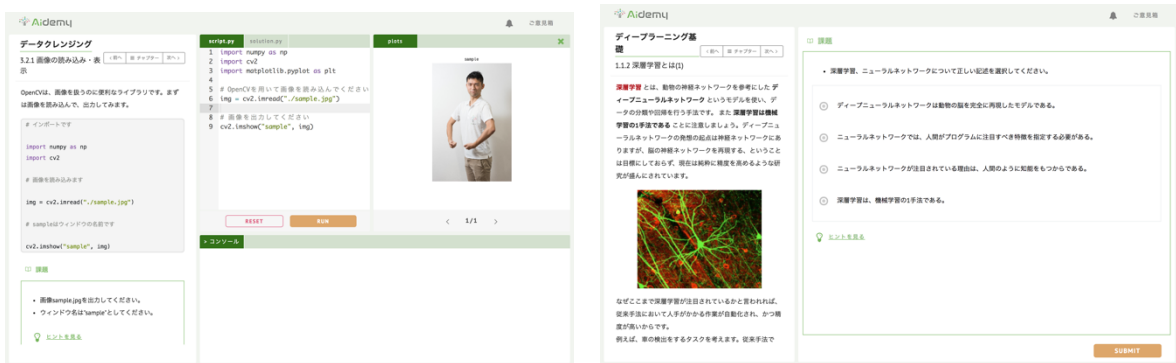 Aidemy
ご意見箱
データクレンジング
3.2.1 画像の読み込み・表
示
＜前へ
チャプター
次へ＞
OpenCVは、画像を扱うのに便利なライブラリです。まず
は画像を読み込んで、出力してみます。
# インポートです
import numpy as np
import cv2
# 画像を読み込みます
img = cv2.imread("./sample.jpg")
# sampleはウィンドウの名前です
cv2.imshow("sample", img)
課題
• 画像sample.jpgを出力してください。
• ウィンドウ名は"sample"としてください。
ヒントを見る
script.py
solution.py
1 import numpy as np
2 import cv2
3 import matplotlib.pyplot as plt
4
5 # OpenCVを用いて画像を読み込んでください
6 img = cv2.imread("./sample.jpg")
7
8 # 画像を出力してください
9 cv2.imshow("sample", img)
RESET
RUN
plots
sample
< 1/1 >
> コンソール
Aidemy
ご意見箱
ディープラーニング基
礎
＜前へ
チャプター
次へ＞
1.1.2 深層学習とは(1)
深層学習 とは、動物の神経ネットワークを参考にした デ
ィープニューラルネットワーク というモデルを使い、デ
ータの分類や回帰を行う手法です。 また 深層学習は機械
学習の1手法である ことに注意しましょう。ディープニュ
ーラルネットワークの発想の起点は神経ネットワークにあ
りますが、脳の神経ネットワークを再現する、ということ
は目標にしておらず、現在は純粋に精度を高めるような研
究が盛んにされています。
なぜここまで深層学習が注目されているかと言われれば、
従来手法において人手がかかる作業が自動化され、かつ精
度が高いからです。
例えば、車の検出をするタスクを考えます。従来手法で
課題
• 深層学習、ニューラルネットワークについて正しい記述を選択してください。
ディープニューラルネットワークは動物の脳を完全に再現したモデルである。
ニューラルネットワークでは、人間がプログラムに注目すべき特徴を指定する必要がある。
ニューラルネットワークが注目されている理由は、人間のように知能をもつからである。
深層学習は、機械学習の1手法である。
ヒントを見る
SUBMIT